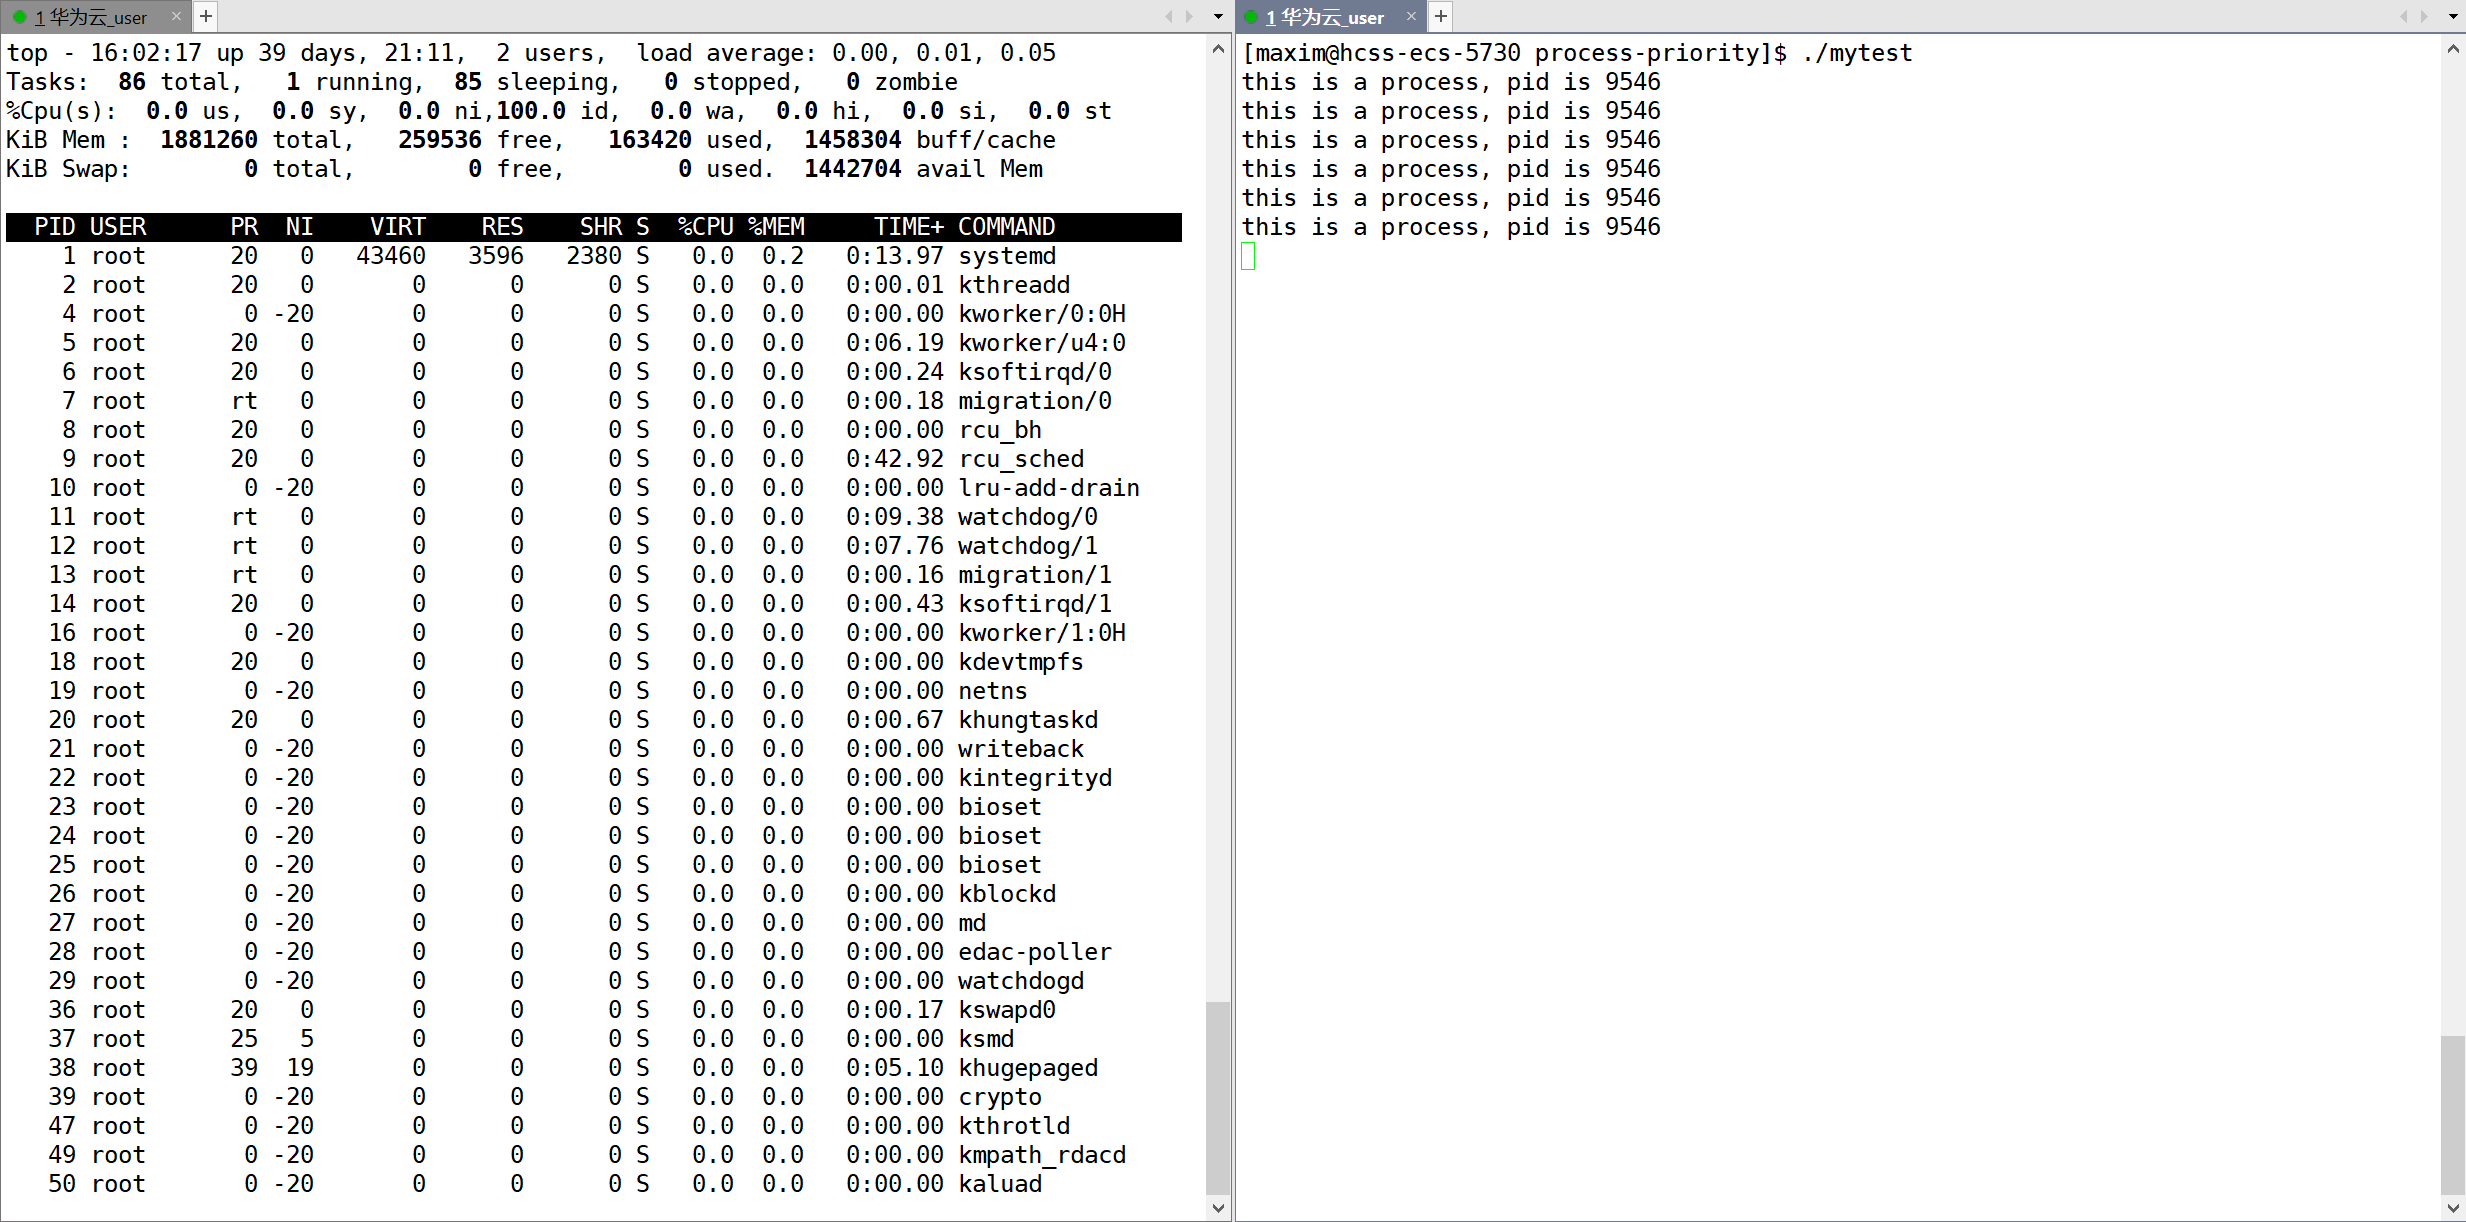 1 华为云_user × +
top - 16:02:17 up 39 days, 21:11,  2 users,  load average: 0.00, 0.01, 0.05
Tasks:  86 total,   1 running,  85 sleeping,   0 stopped,   0 zombie
%Cpu(s):  0.0 us,  0.0 sy,  0.0 ni,100.0 id,  0.0 wa,  0.0 hi,  0.0 si,  0.0 st
KiB Mem :  1881260 total,   259536 free,   163420 used,  1458304 buff/cache
KiB Swap:        0 total,        0 free,        0 used.  1442704 avail Mem
  PID USER      PR  NI    VIRT    RES    SHR S  %CPU %MEM     TIME+ COMMAND
    1 root      20   0   43460   3596   2380 S   0.0  0.2   0:13.97 systemd
    2 root      20   0       0      0      0 S   0.0  0.0   0:00.01 kthreadd
    4 root       0 -20       0      0      0 S   0.0  0.0   0:00.00 kworker/0:0H
    5 root      20   0       0      0      0 S   0.0  0.0   0:06.19 kworker/u4:0
    6 root      20   0       0      0      0 S   0.0  0.0   0:00.24 ksoftirqd/0
    7 root      rt   0       0      0      0 S   0.0  0.0   0:00.18 migration/0
    8 root      20   0       0      0      0 S   0.0  0.0   0:00.00 rcu_bh
    9 root      20   0       0      0      0 S   0.0  0.0   0:42.92 rcu_sched
   10 root       0 -20       0      0      0 S   0.0  0.0   0:00.00 lru-add-drain
   11 root      rt   0       0      0      0 S   0.0  0.0   0:09.38 watchdog/0
   12 root      rt   0       0      0      0 S   0.0  0.0   0:07.76 watchdog/1
   13 root      rt   0       0      0      0 S   0.0  0.0   0:00.16 migration/1
   14 root      20   0       0      0      0 S   0.0  0.0   0:00.43 ksoftirqd/1
   16 root       0 -20       0      0      0 S   0.0  0.0   0:00.00 kworker/1:0H
   18 root      20   0       0      0      0 S   0.0  0.0   0:00.00 kdevtmpfs
   19 root       0 -20       0      0      0 S   0.0  0.0   0:00.00 netns
   20 root      20   0       0      0      0 S   0.0  0.0   0:00.67 khungtaskd
   21 root       0 -20       0      0      0 S   0.0  0.0   0:00.00 writeback
   22 root       0 -20       0      0      0 S   0.0  0.0   0:00.00 kintegrityd
   23 root       0 -20       0      0      0 S   0.0  0.0   0:00.00 bioset
   24 root       0 -20       0      0      0 S   0.0  0.0   0:00.00 bioset
   25 root       0 -20       0      0      0 S   0.0  0.0   0:00.00 bioset
   26 root       0 -20       0      0      0 S   0.0  0.0   0:00.00 kblockd
   27 root       0 -20       0      0      0 S   0.0  0.0   0:00.00 md
   28 root       0 -20       0      0      0 S   0.0  0.0   0:00.00 edac-poller
   29 root       0 -20       0      0      0 S   0.0  0.0   0:00.00 watchdogd
   36 root      20   0       0      0      0 S   0.0  0.0   0:00.17 kswapd0
   37 root      25   5       0      0      0 S   0.0  0.0   0:00.00 ksmd
   38 root      39  19       0      0      0 S   0.0  0.0   0:05.10 khugepaged
   39 root       0 -20       0      0      0 S   0.0  0.0   0:00.00 crypto
   47 root       0 -20       0      0      0 S   0.0  0.0   0:00.00 kthrotld
   49 root       0 -20       0      0      0 S   0.0  0.0   0:00.00 kmpath_rdacd
   50 root       0 -20       0      0      0 S   0.0  0.0   0:00.00 kaluad
1 华为云_user × +
[maxim@hcss-ecs-5730 process-priority]$ ./mytest
this is a process, pid is 9546
this is a process, pid is 9546
this is a process, pid is 9546
this is a process, pid is 9546
this is a process, pid is 9546
this is a process, pid is 9546